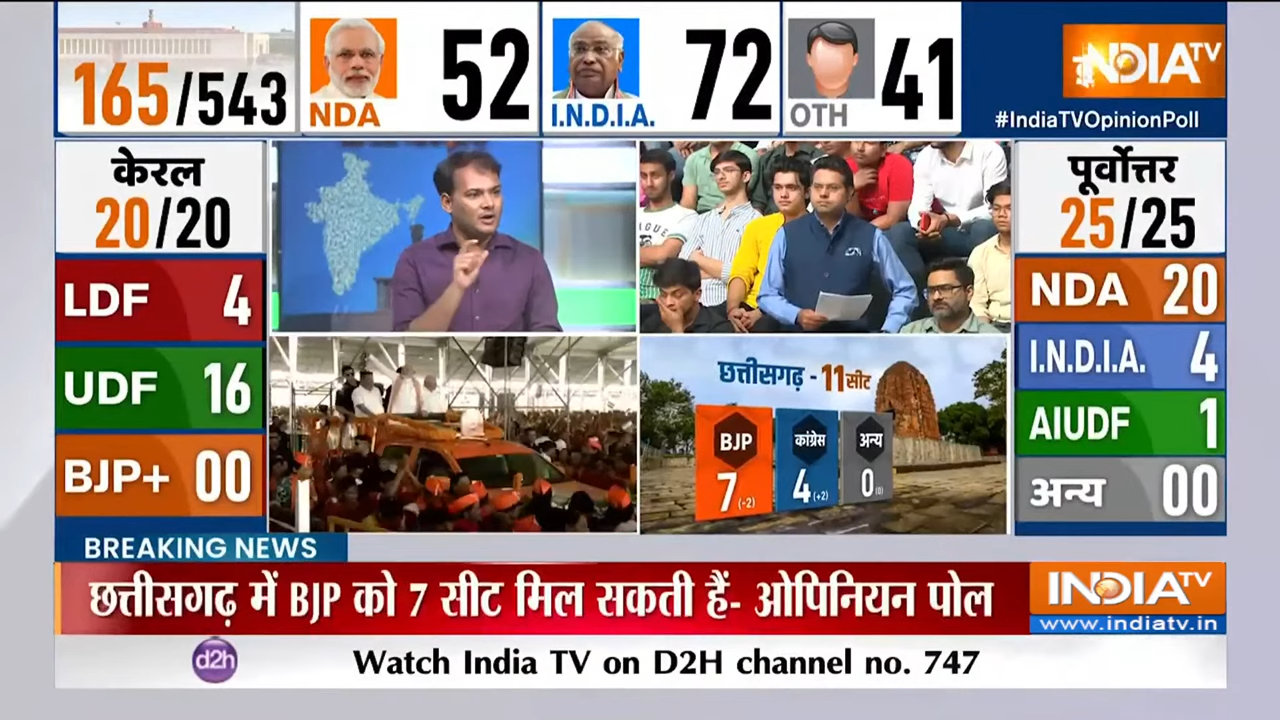 165/543
NDA 52
I.N.D.I.A. 72
OTH 41
INDIA TV
#IndiaTVOpinionPoll
केरल
20/20
LDF 4
UDF 16
BJP+ 00
छत्तीसगढ़ - 11 सीट
BJP
7 (-2)
कांग्रेस
4 (+2)
अन्य
0 (0)
पूर्वोत्तर
25/25
NDA 20
I.N.D.I.A. 4
AIUDF 1
अन्य 00
BREAKING NEWS
छत्तीसगढ़ में BJP को 7 सीट मिल सकती हैं- ओपिनियन पोल
INDIA TV
www.indiatv.in
d2h
Watch India TV on D2H channel no. 747